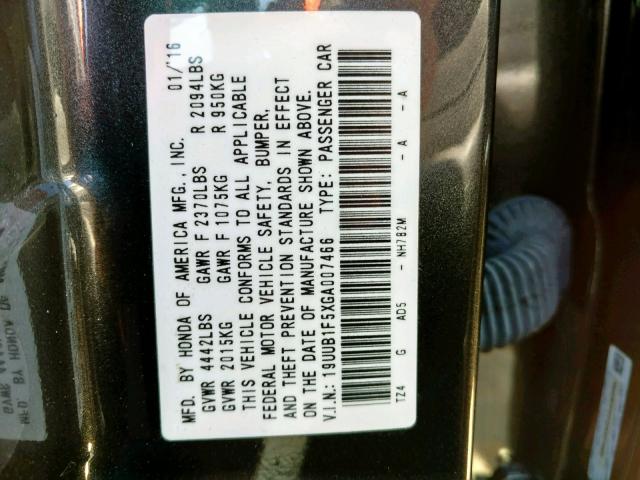 MFD. BY HONDA OF AMERICA MFG., INC. 01/'16
GVWR 4442LBS GAWR F 2370LBS R 2094LBS
GVWR 2015KG GAWR F 1075KG R 950KG
THIS VEHICLE CONFORMS TO ALL APPLICABLE
FEDERAL MOTOR VEHICLE SAFETY, BUMPER,
AND THEFT PREVENTION STANDARDS IN EFFECT
ON THE DATE OF MANUFACTURE SHOWN ABOVE.
V.I.N.: 19UUB1F5XGA007466 TYPE: PASSENGER CAR
TZ4 G AD5 - NH782M - A - A